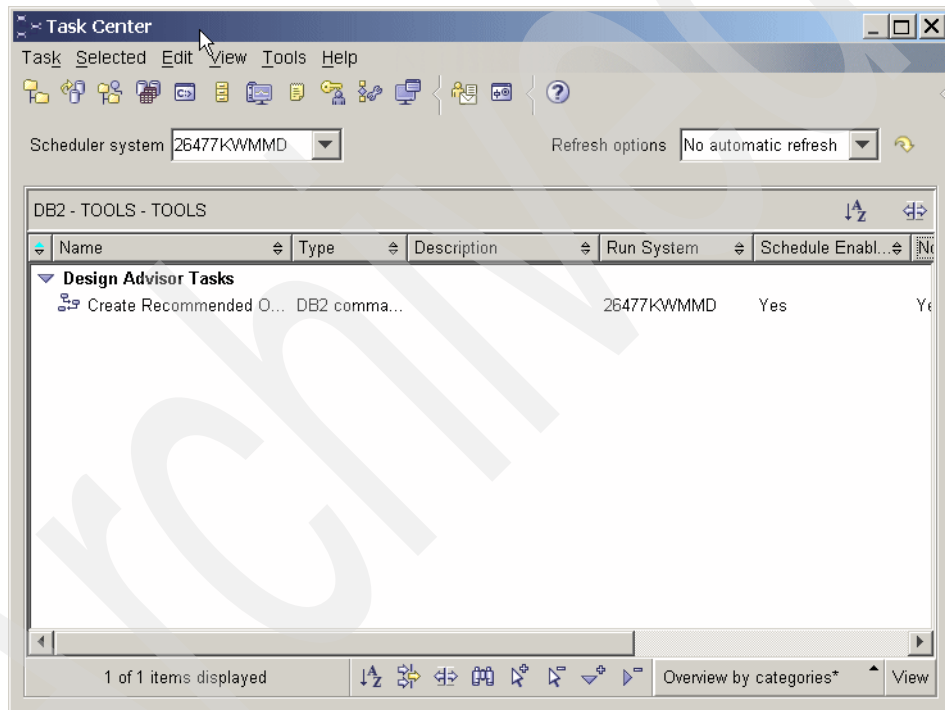 Task Center
Task Selected Edit View Tools Help
Scheduler system 26477KWMMD Refresh options No automatic refresh
DB2 - TOOLS - TOOLS
Name Type Description Run System Schedule Enabl...
Design Advisor Tasks
Create Recommended O... DB2 comma... 26477KWMMD Yes
1 of 1 items displayed Overview by categories* View